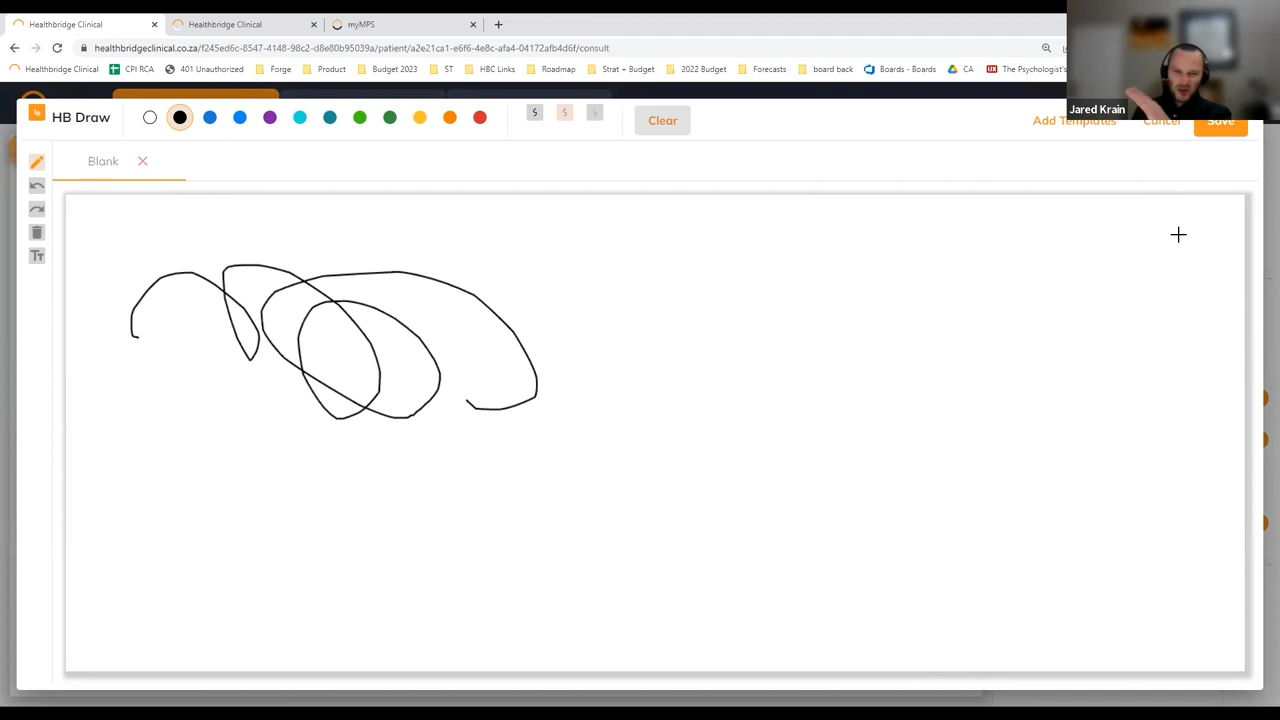 Healthbridge Clinical
Healthbridge Clinical
myMPS
healthbridgeclinical.co.za/f245ed6c-8547-4148-98c2-d8e80b95039a/patient/a2e21ca1-e6f6-4e8c-afa4-04172afb4d6f/consult
Healthbridge Clinical CPI RCA 401 Unauthorized Forge Product Budget 2023 ST HBC Links Roadmap Strat + Budget 2022 Budget Forecasts board back Boards - Boards CA UX The Psychologist's
Jared Krain
HB Draw
Clear
Add Templates Cancel Save
Blank
Tт